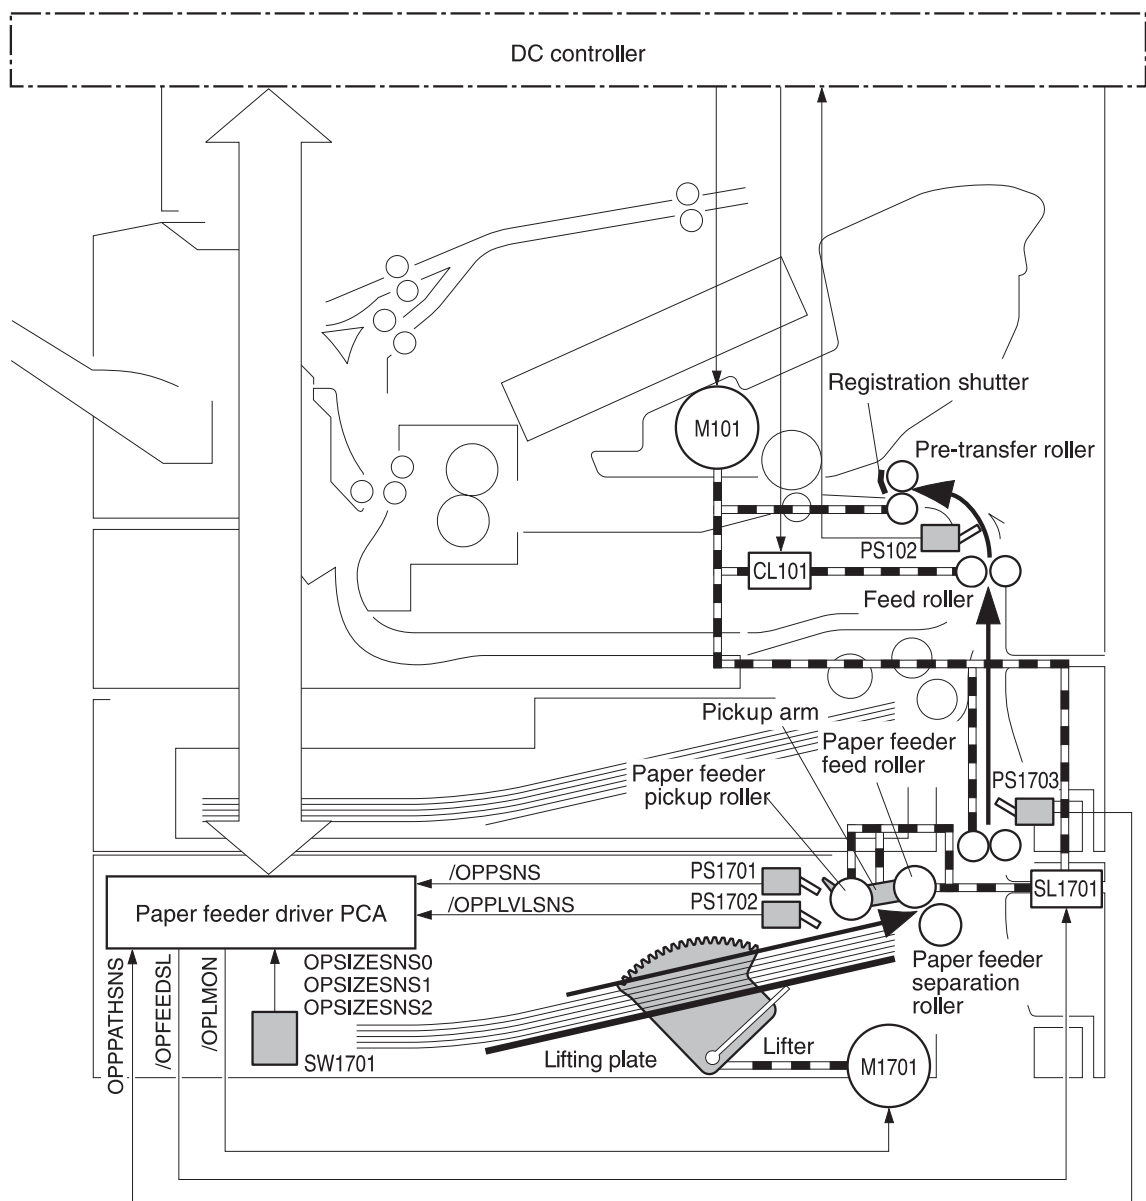 DC controller
Registration shutter
M101
Pre-transfer roller
PS102
CL101
Feed roller
Pickup arm
Paper feeder
feed roller
Paper feeder
pickup roller
PS1703
/OPPSNS
PS1701
SL1701
/OPPLVLSNS
PS1702
Paper feeder driver PCA
OPPPATHSNS
/OPFEEDSL
/OPLMON
OPSIZESNS0
OPSIZESNS1
OPSIZESNS2
Paper feeder
separation
roller
SW1701
Lifting plate
Lifter
M1701